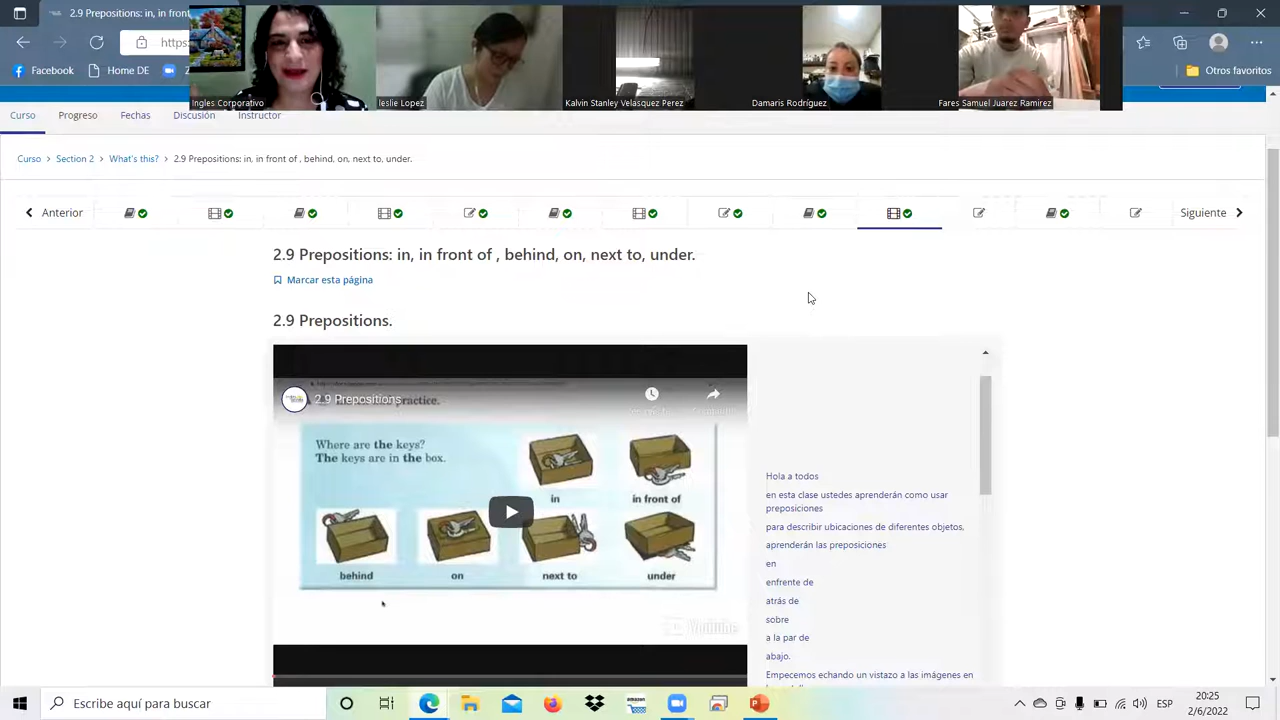 2.9 Prepositions: in, in front
https
Facebook
Home DE
Otros favoritos
Ingles Corporativo
leslie Lopez
Kalvin Stanley Velasquez Perez
Damaris Rodríguez
Fares Samuel Juarez Ramirez
Curso
Progreso
Fechas
Discusión
Instructor
Curso > Section 2 > What's this? > 2.9 Prepositions: in, in front of , behind, on, next to, under.
Anterior
Siguiente
2.9 Prepositions: in, in front of , behind, on, next to, under.
Marcar esta página
2.9 Prepositions.
2.9 Prepositions
practice.
Where are the keys?
The keys are in the box.
in
in front of
behind
on
next to
under
YouTube
Hola a todos
en esta clase ustedes aprenderán como usar
preposiciones
para describir ubicaciones de diferentes objetos,
aprenderán las preposiciones
en
enfrente de
atrás de
sobre
a la par de
abajo.
Empecemos echando un vistazo a las imágenes en
Escribe aquí para buscar
amazon
ESP
20:25
2/6/2022